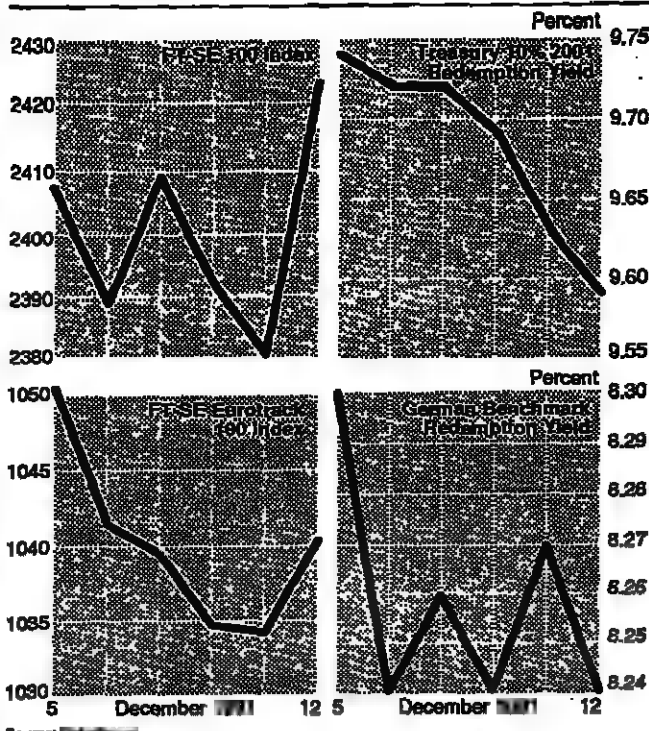 Percent
2430
2420
2410
2400
2390
2380
FT-SE 100 Index
Treasury 10% 2001
Redemption Yield
9.75
9.70
9.65
9.60
9.55
Percent
1050
1045
1040
1035
1030
FT-SE Eurotrack
100 Index
German Benchmark
Redemption Yield
8.30
8.29
8.28
8.27
8.26
8.25
8.24
5 December 12
5 December 12